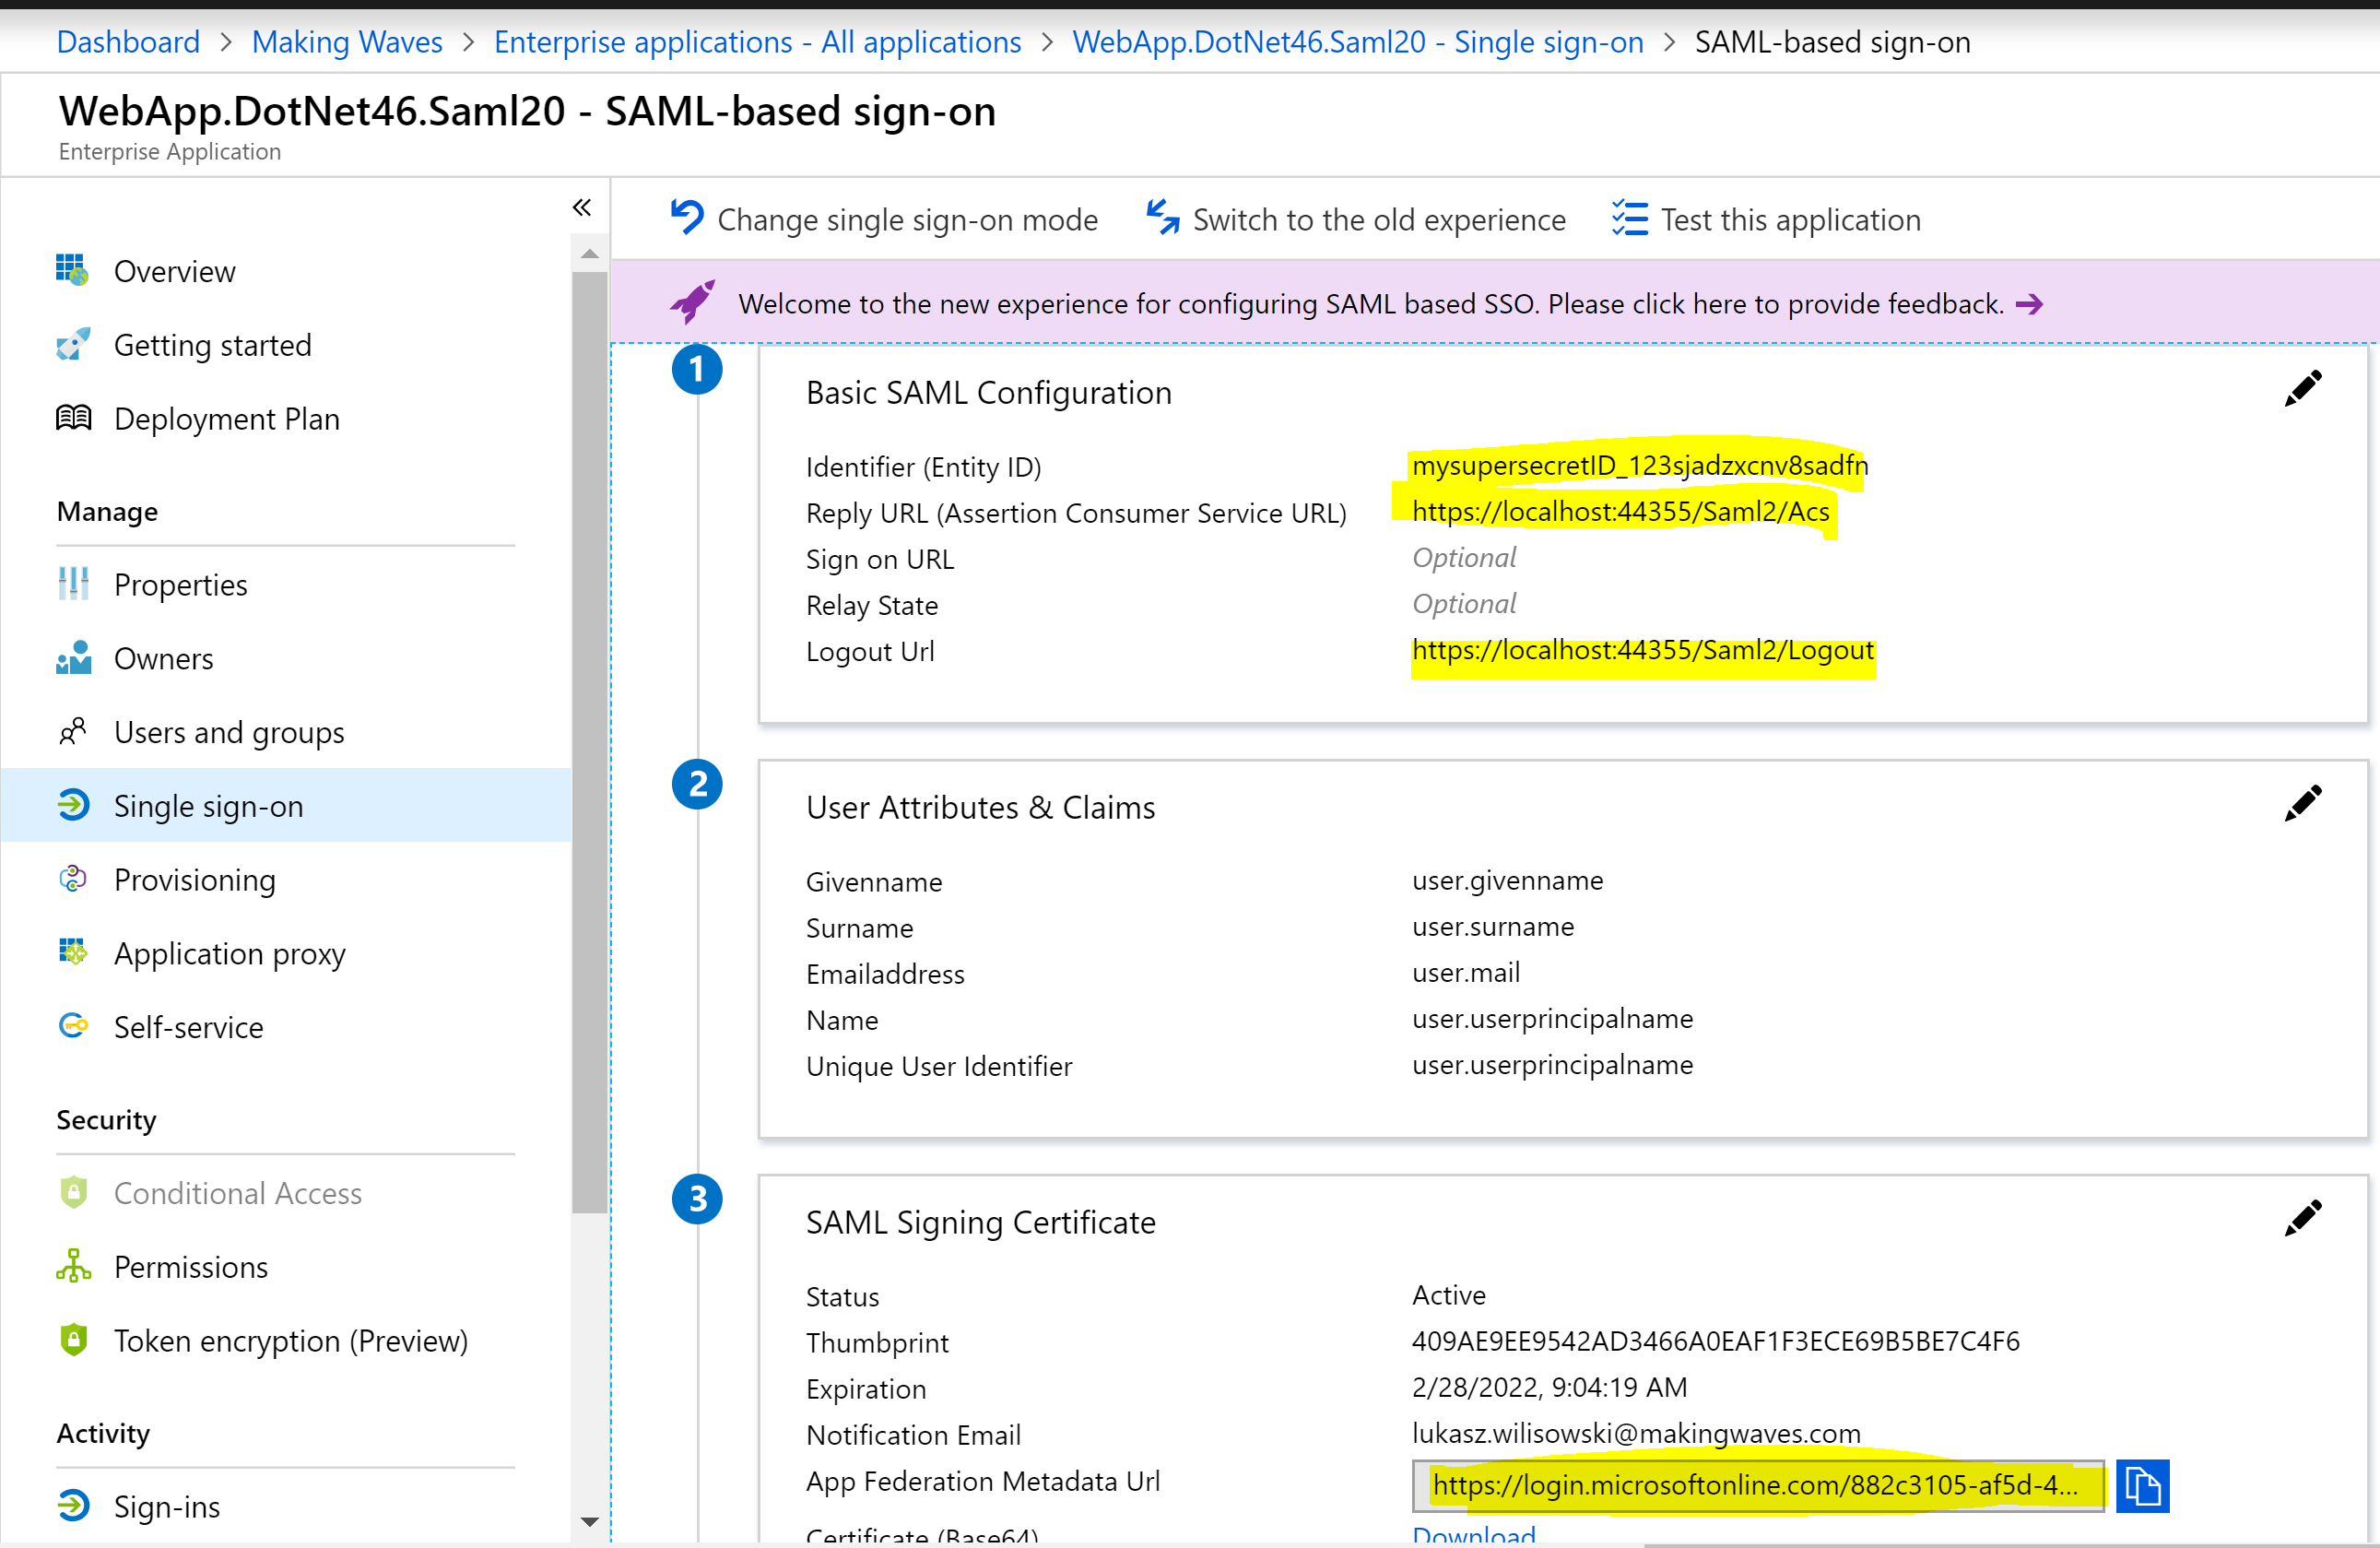 Dashboard > Making Waves > Enterprise applications - All applications > WebApp.DotNet46.Saml20 - Single sign-on > SAML-based sign-on
WebApp.DotNet46.Saml20 - SAML-based sign-on
Enterprise Application
«
Overview
Getting started
Deployment Plan
Manage
Properties
Owners
Users and groups
Single sign-on
Provisioning
Application proxy
Self-service
Security
Conditional Access
Permissions
Token encryption (Preview)
Activity
Sign-ins
Change single sign-on mode Switch to the old experience Test this application
Welcome to the new experience for configuring SAML based SSO. Please click here to provide feedback. →
1
Basic SAML Configuration
Identifier (Entity ID) mysupersecretID_123sjadzxcnv8sadfn
Reply URL (Assertion Consumer Service URL) https://localhost:44355/Saml2/Acs
Sign on URL Optional
Relay State Optional
Logout Url https://localhost:44355/Saml2/Logout
2
User Attributes & Claims
Givenname user.givenname
Surname user.surname
Emailaddress user.mail
Name user.userprincipalname
Unique User Identifier user.userprincipalname
3
SAML Signing Certificate
Status Active
Thumbprint 409AE9EE9542AD3466A0EAF1F3ECE69B5BE7C4F6
Expiration 2/28/2022, 9:04:19 AM
Notification Email lukasz.wilisowski@makingwaves.com
App Federation Metadata Url https://login.microsoftonline.com/882c3105-af5d-4...
Certificate (Base64) Download